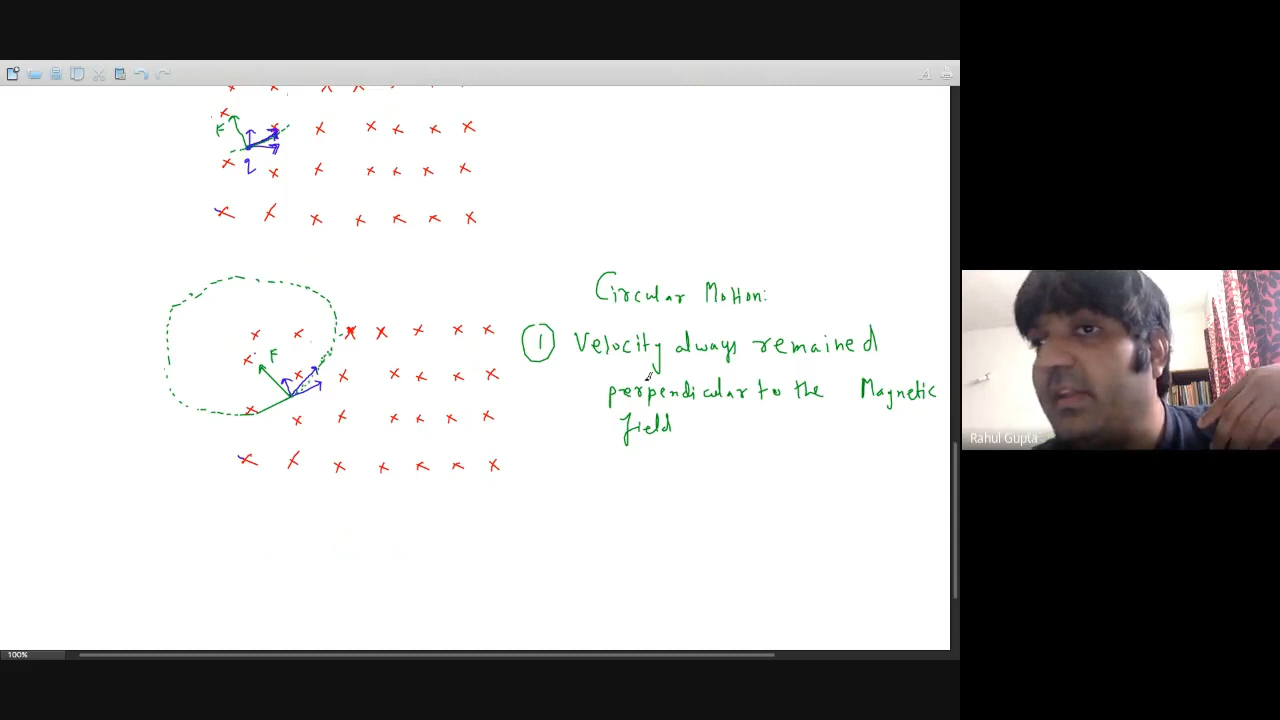 F
q
Circular Motion:
1 Velocity always remained
F
perpendicular to the Magnetic
field
Rahul Gupta
100%